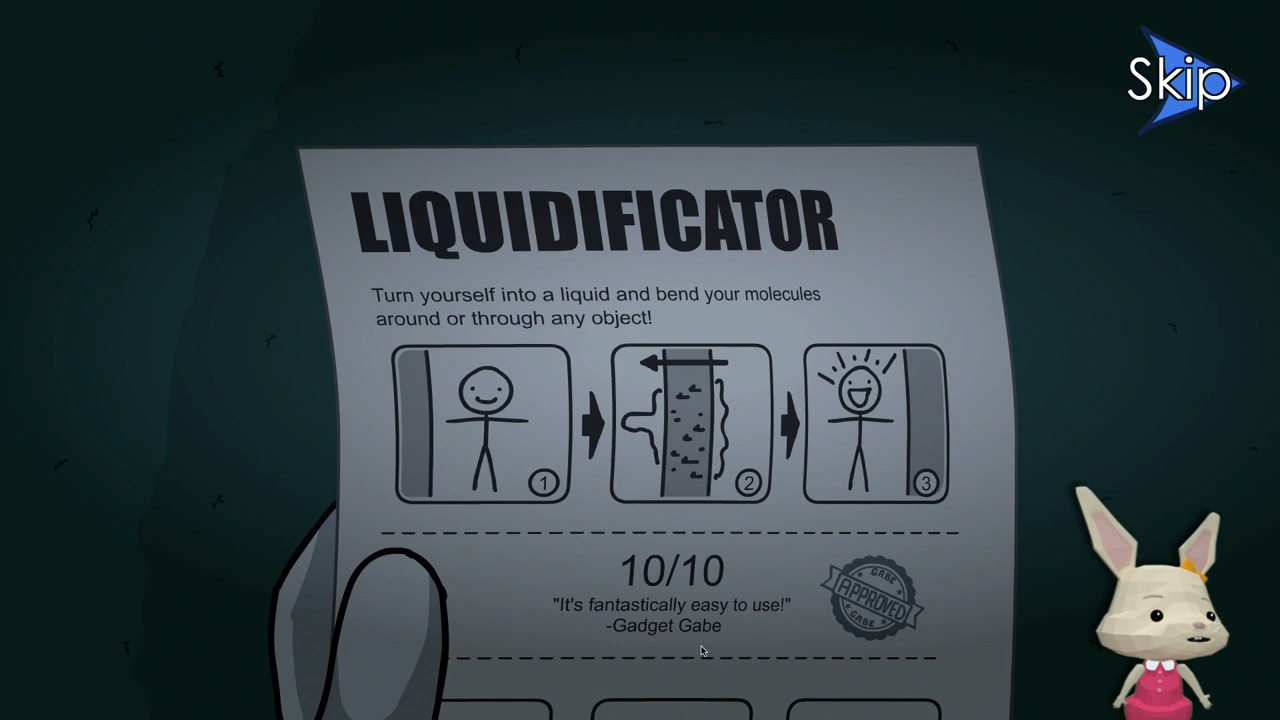 Skip
LIQUIDIFICATOR
Turn yourself into a liquid and bend your molecules
around or through any object!
1
2
3
10/10
"It's fantastically easy to use!"
-Gadget Gabe
GABE
APPROVED
GABE